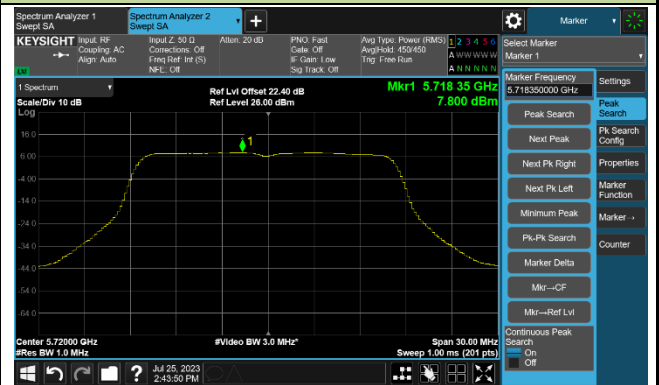 Spectrum Analyzer 1
Swept SA
Spectrum Analyzer 2
Swept SA
Marker
KEYSIGHT
Input: RF
Coupling: AC
Align: Auto
Input Z: 50 Ω
Corrections: Off
Freq Ref: Int (S)
NFE: Off
Atten: 20 dB
PNO: Fast
Gate: Off
IF Gain: Low
Sig Track: Off
Avg Type: Power (RMS)
Avg|Hold: 450/450
Trig: Free Run
1 2 3 4 5 6
A W W W W W
A N N N N N
Select Marker
Marker 1
LM
1 Spectrum
Scale/Div 10 dB
Log
Ref Lvl Offset 22.40 dB
Ref Level 26.00 dBm
Mkr1 5.718 35 GHz
7.800 dBm
1
16.0
6.00
-4.00
-14.0
-24.0
-34.0
-44.0
-54.0
-64.0
Center 5.72000 GHz
#Res BW 1.0 MHz
#Video BW 3.0 MHz*
Span 30.00 MHz
Sweep 1.00 ms (201 pts)
Marker Frequency
5.718350000 GHz
Peak Search
Next Peak
Next Pk Right
Next Pk Left
Minimum Peak
Pk-Pk Search
Marker Delta
Mkr→CF
Mkr→Ref Lvl
Continuous Peak
Search
On
Off
Settings
Peak
Search
Pk Search
Config
Properties
Marker
Function
Marker→
Counter
Jul 25, 2023
2:43:50 PM